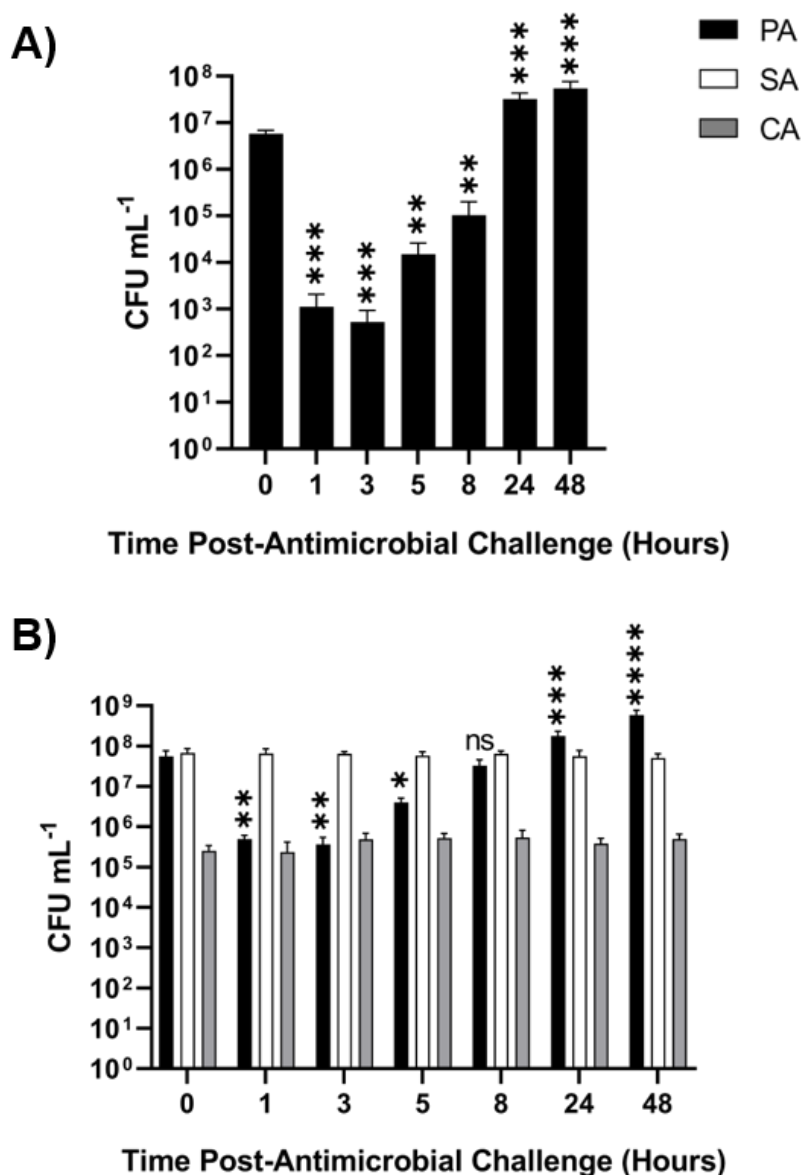 A)
PA
SA
CA
CFU mL⁻¹
10⁸
10⁷
10⁶
10⁵
10⁴
10³
10²
10¹
10⁰
***
***
**
**
***
***
0 1 3 5 8 24 48
Time Post-Antimicrobial Challenge (Hours)
B)
CFU mL⁻¹
10⁹
10⁸
10⁷
10⁶
10⁵
10⁴
10³
10²
10¹
10⁰
**
**
*
ns
***
****
0 1 3 5 8 24 48
Time Post-Antimicrobial Challenge (Hours)